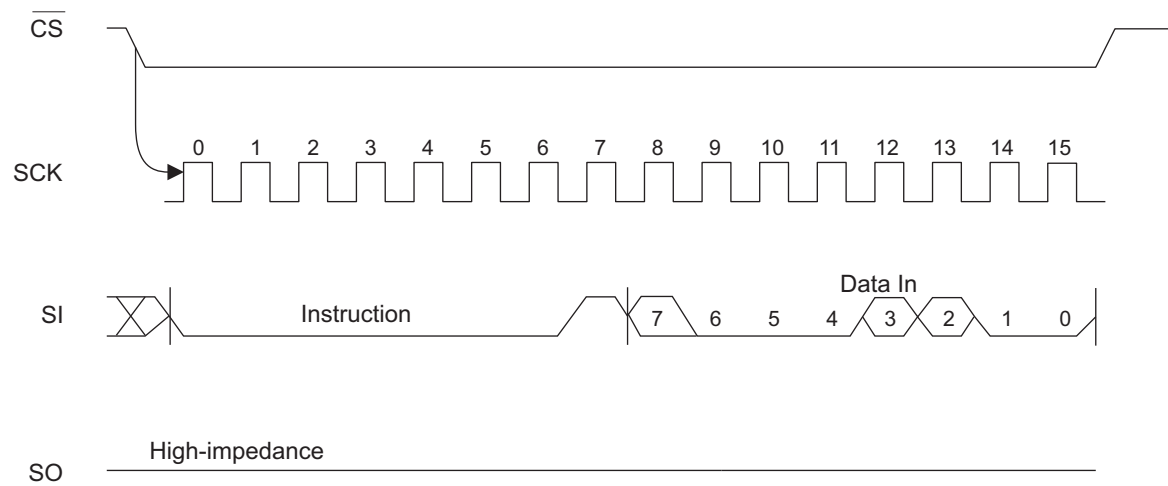 CS
0 1 2 3 4 5 6 7 8 9 10 11 12 13 14 15
SCK
Data In
SI Instruction 7 6 5 4 3 2 1 0
High-impedance
SO